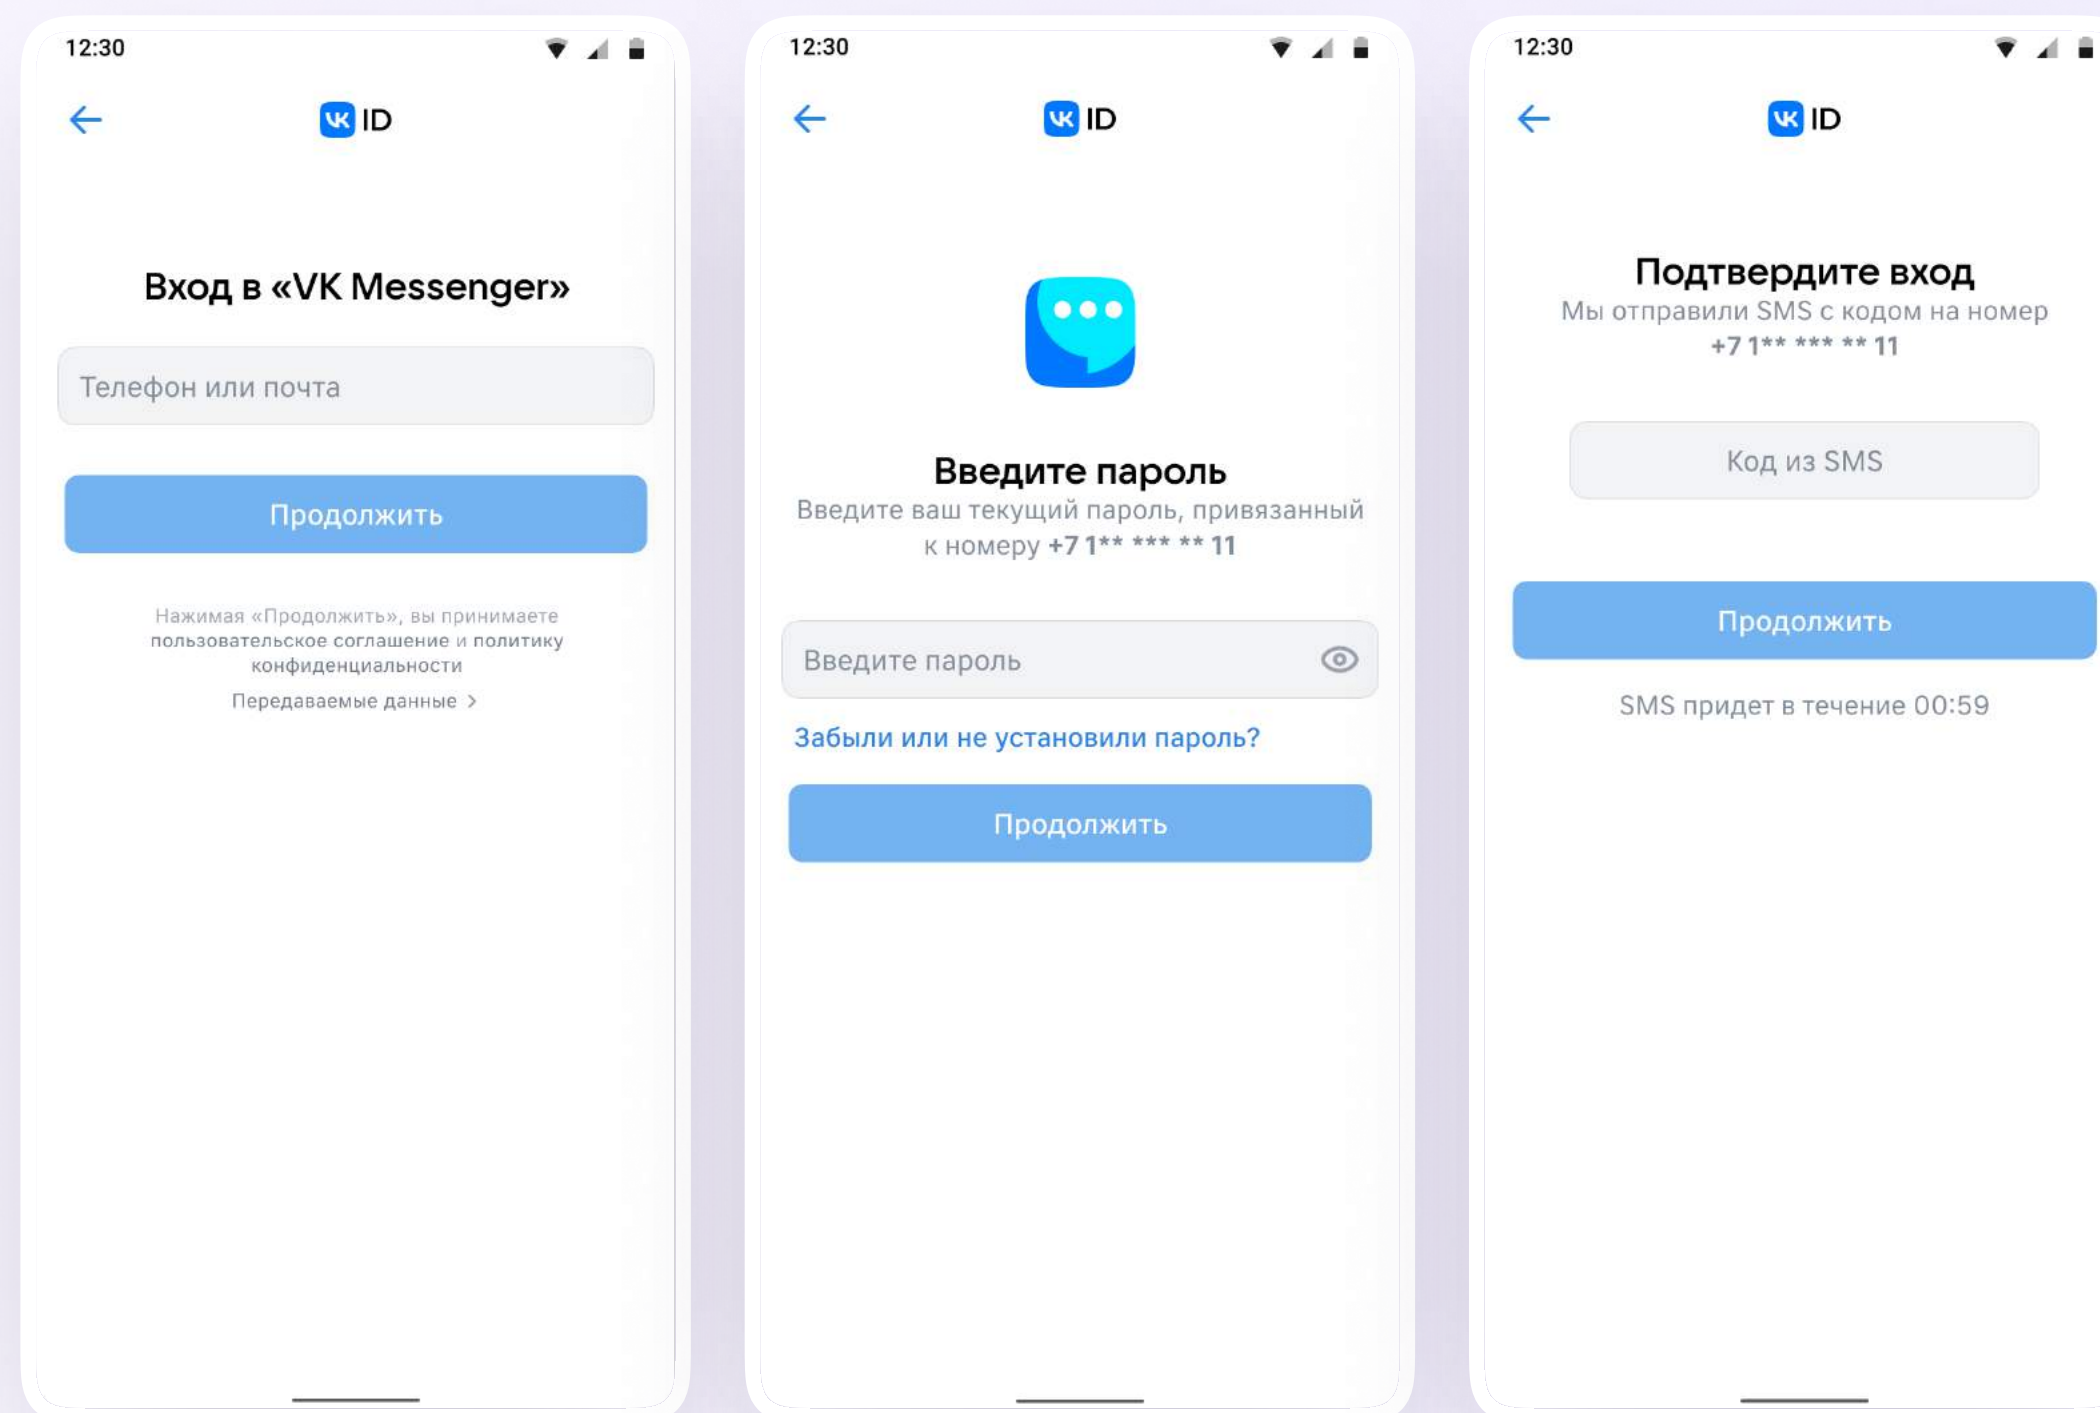 12:30
VK ID
Вход в «VK Messenger»
Телефон или почта
Продолжить
Нажимая «Продолжить», вы принимаете
пользовательское соглашение и политику
конфиденциальности
Передаваемые данные >
12:30
VK ID
Введите пароль
Введите ваш текущий пароль, привязанный
к номеру +7 1** *** ** 11
Введите пароль
Забыли или не установили пароль?
Продолжить
12:30
VK ID
Подтвердите вход
Мы отправили SMS с кодом на номер
+7 1** *** ** 11
Код из SMS
Продолжить
SMS придет в течение 00:59